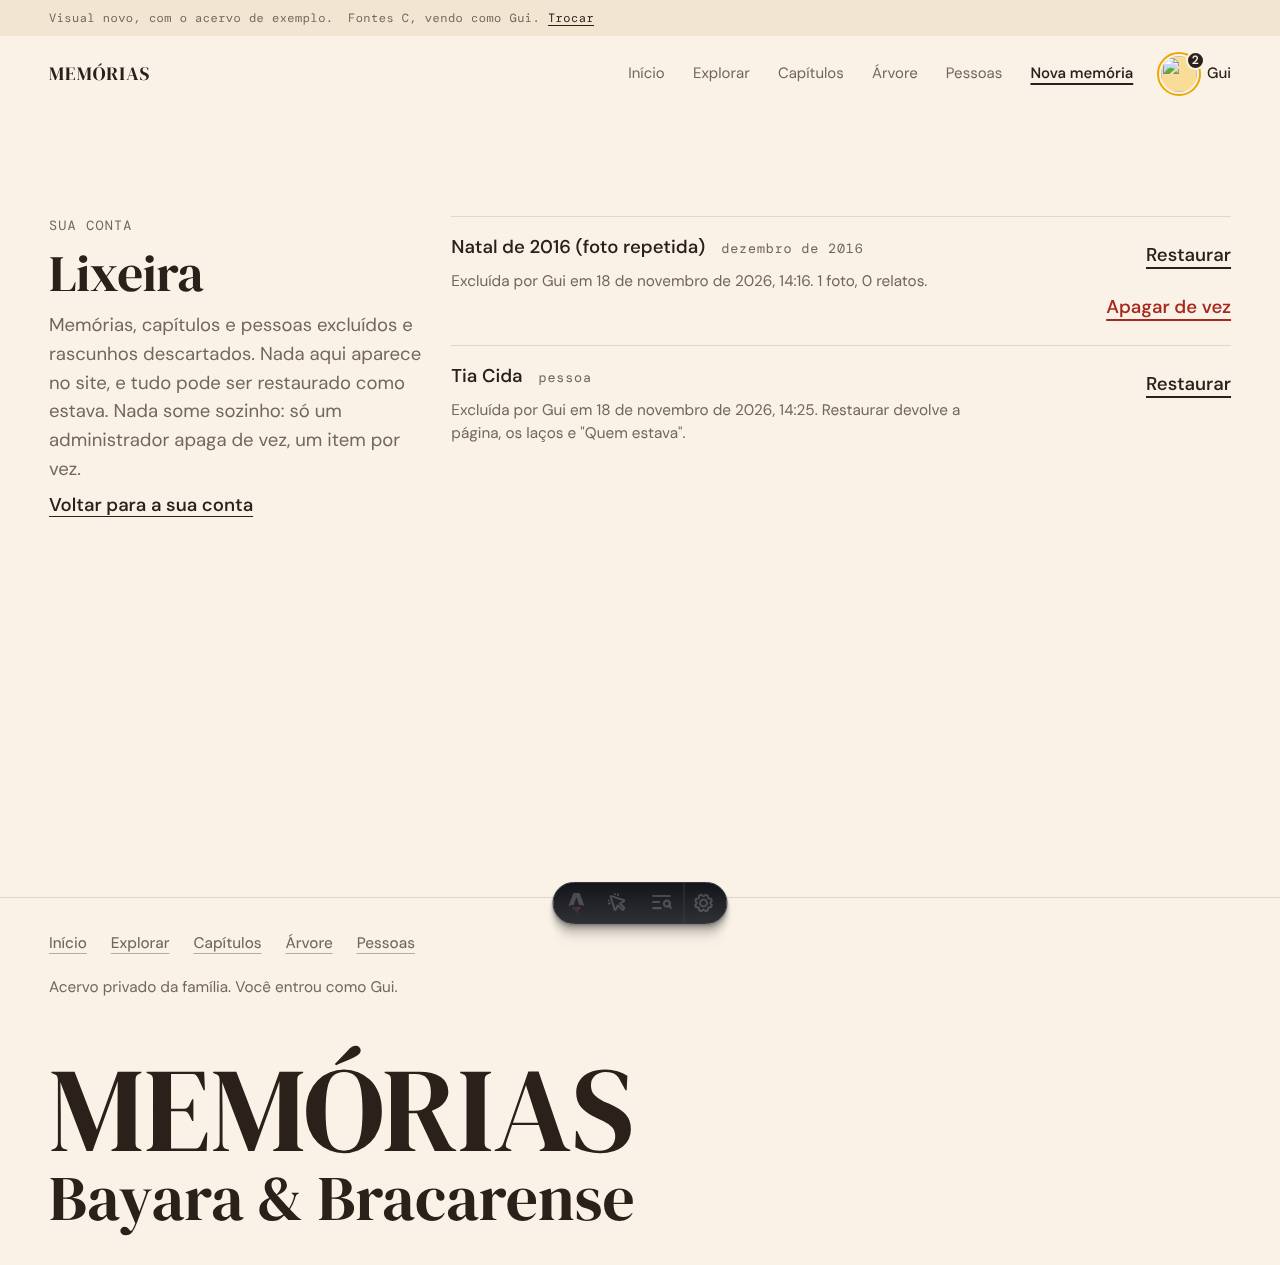 Visual novo, com o acervo de exemplo. Fontes C, vendo como Gui. Trocar
MEMÓRIAS
Início Explorar Capítulos Árvore Pessoas Nova memória 2 Gui
SUA CONTA
Lixeira
Memórias, capítulos e pessoas excluídos e
rascunhos descartados. Nada aqui aparece
no site, e tudo pode ser restaurado como
estava. Nada some sozinho: só um
administrador apaga de vez, um item por
vez.
Voltar para a sua conta
Natal de 2016 (foto repetida) dezembro de 2016
Excluída por Gui em 18 de novembro de 2026, 14:16. 1 foto, 0 relatos.
Restaurar
Apagar de vez
Tia Cida pessoa
Excluída por Gui em 18 de novembro de 2026, 14:25. Restaurar devolve a
página, os laços e "Quem estava".
Restaurar
Início Explorar Capítulos Árvore Pessoas
Acervo privado da família. Você entrou como Gui.
MEMÓRIAS
Bayara & Bracarense